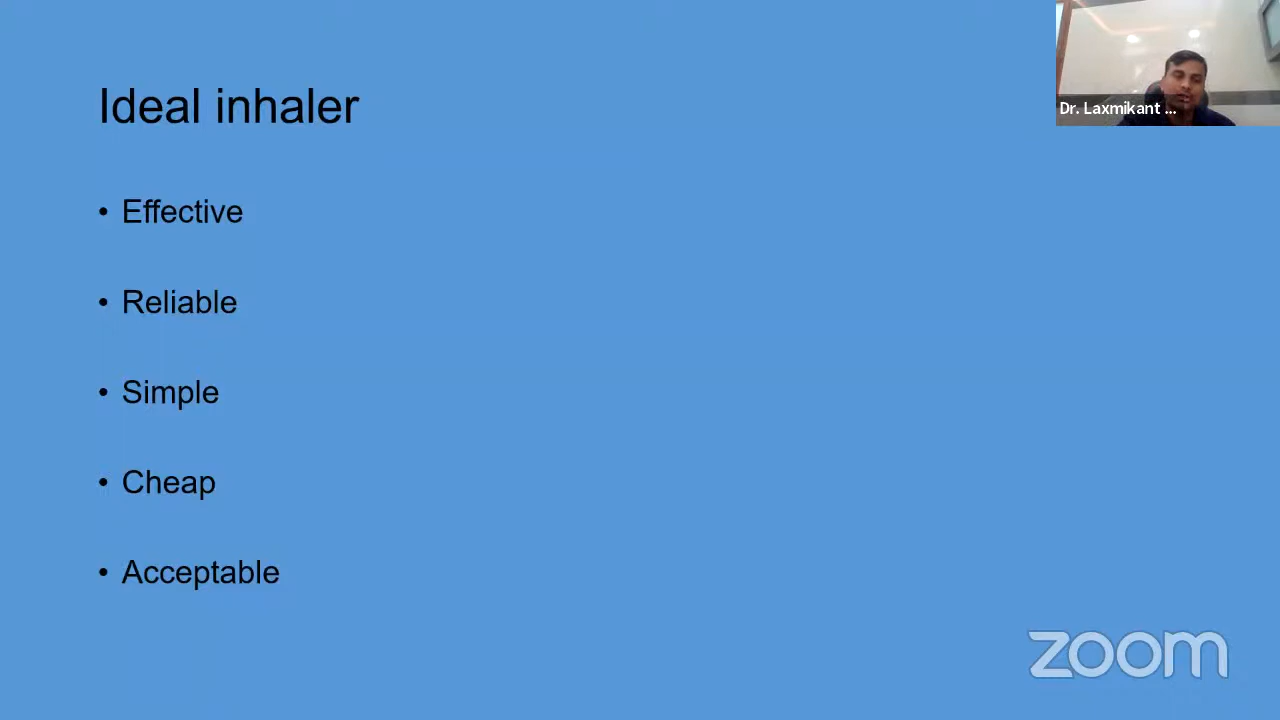 Dr. Laxmikant ...
Ideal inhaler
• Effective
• Reliable
• Simple
• Cheap
• Acceptable
zoom